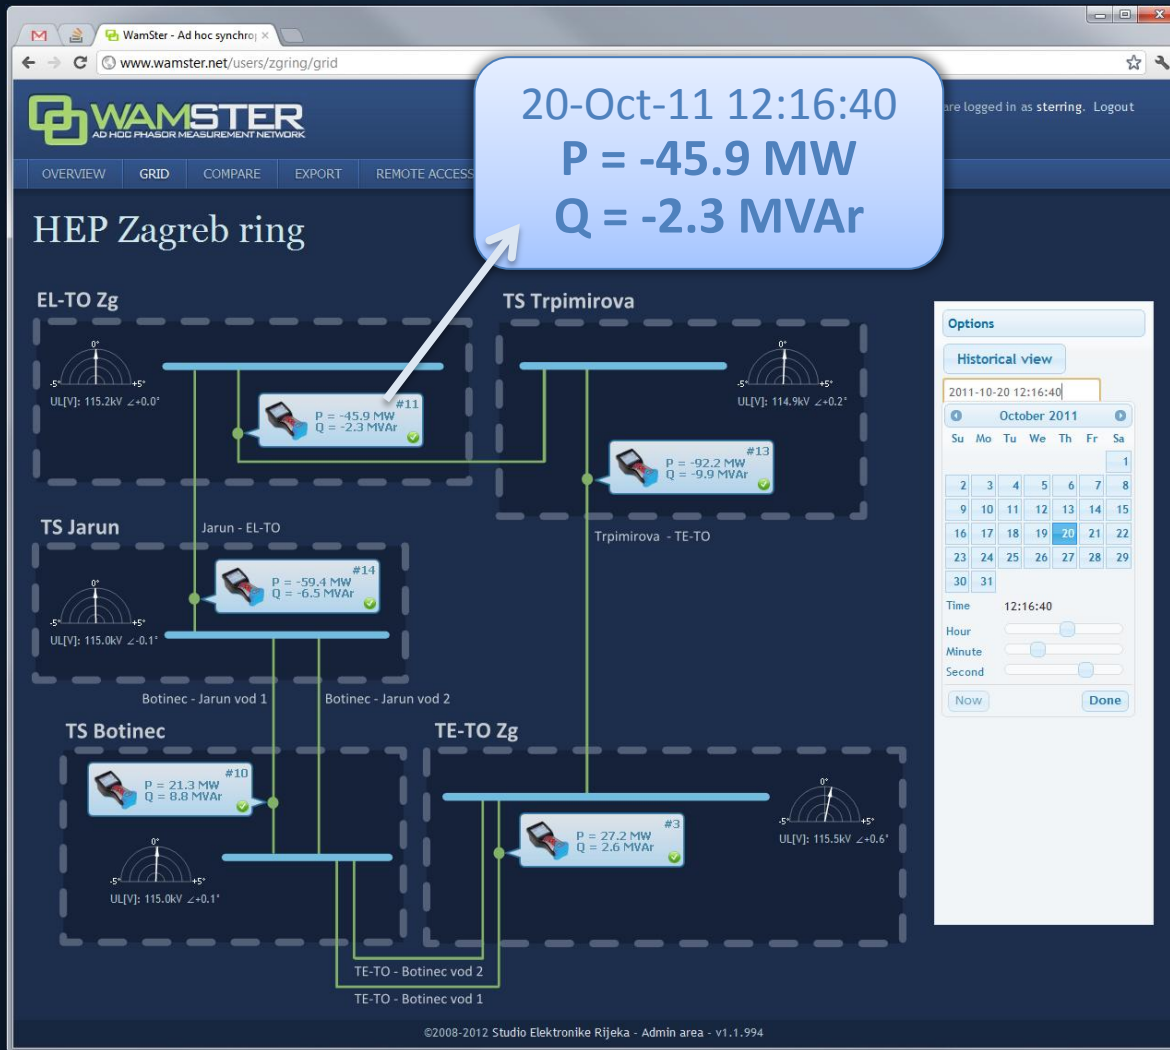 WamSter - Ad hoc synchrop
www.wamster.net/users/zgring/grid
WAMSTER
AD HOC PHASOR MEASUREMENT NETWORK
are logged in as sterring. Logout
OVERVIEW GRID COMPARE EXPORT REMOTE ACCESS
20-Oct-11 12:16:40
P = -45.9 MW
Q = -2.3 MVAr
HEP Zagreb ring
EL-TO Zg
0°
-5° +5°
UL[V]: 115.2kV ∠+0.0°
#11
P = -45.9 MW
Q = -2.3 MVAr
TS Trpimirova
0°
-5° +5°
UL[V]: 114.9kV ∠+0.2°
#13
P = -92.2 MW
Q = -9.9 MVAr
TS Jarun
Jarun - EL-TO
Trpimirova - TE-TO
#14
P = -59.4 MW
Q = -6.5 MVAr
0°
-5° +5°
UL[V]: 115.0kV ∠-0.1°
Botinec - Jarun vod 1
Botinec - Jarun vod 2
TS Botinec
#10
P = 21.3 MW
Q = 8.8 MVAr
0°
-5° +5°
UL[V]: 115.0kV ∠+0.1°
TE-TO Zg
0°
-5° +5°
UL[V]: 115.5kV ∠+0.6°
#3
P = 27.2 MW
Q = 2.6 MVAr
TE-TO - Botinec vod 2
TE-TO - Botinec vod 1
Options
Historical view
2011-10-20 12:16:40
October 2011
Su Mo Tu We Th Fr Sa
1
2 3 4 5 6 7 8
9 10 11 12 13 14 15
16 17 18 19 20 21 22
23 24 25 26 27 28 29
30 31
Time 12:16:40
Hour
Minute
Second
Now Done
©2008-2012 Studio Elektronike Rijeka - Admin area - v1.1.994